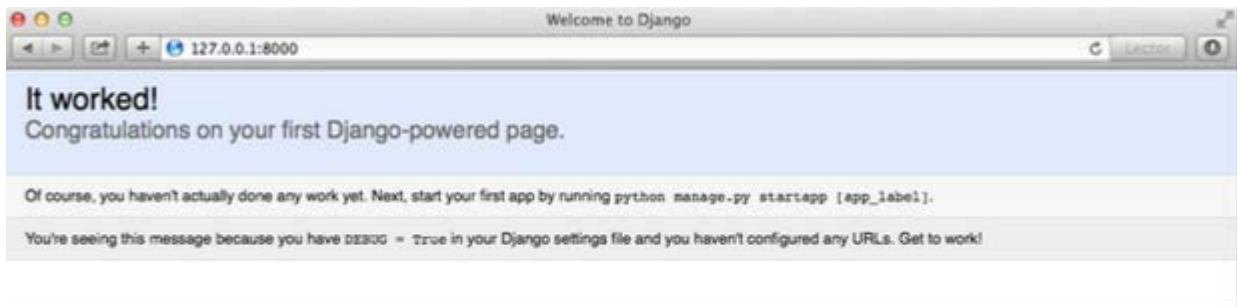 Welcome to Django
127.0.0.1:8000
Lector
It worked!
Congratulations on your first Django-powered page.
Of course, you haven't actually done any work yet. Next, start your first app by running python manage.py startapp [app_label].
You're seeing this message because you have DEBUG = True in your Django settings file and you haven't configured any URLs. Get to work!